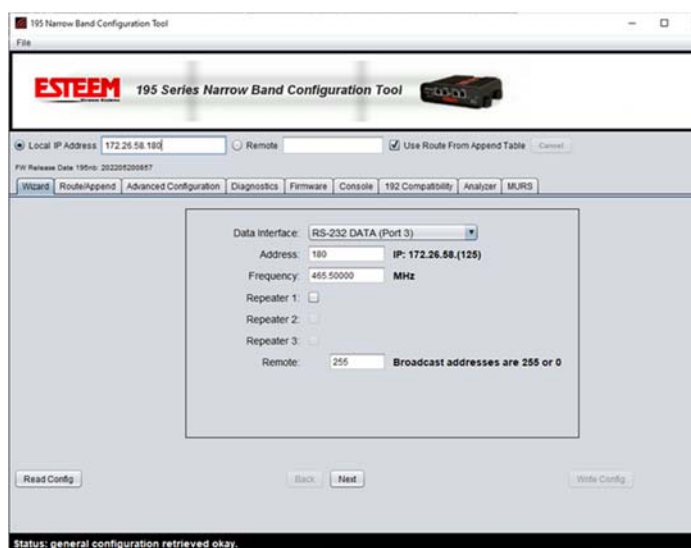 195 Narrow Band Configuration Tool
File
ESTEEM 195 Series Narrow Band Configuration Tool
Local IP Address 172.26.58.180 Remote Use Route From Append Table Cancel
FW Release Date 195nb: 202205200857
Wizard Route/Append Advanced Configuration Diagnostics Firmware Console 192 Compatibility Analyzer MURS
Data Interface: RS-232 DATA (Port 3)
Address: 180 IP: 172.26.58.(125)
Frequency: 465.50000 MHz
Repeater 1:
Repeater 2:
Repeater 3:
Remote: 255 Broadcast addresses are 255 or 0
Read Config Back Next Write Config
Status: general configuration retrieved okay.